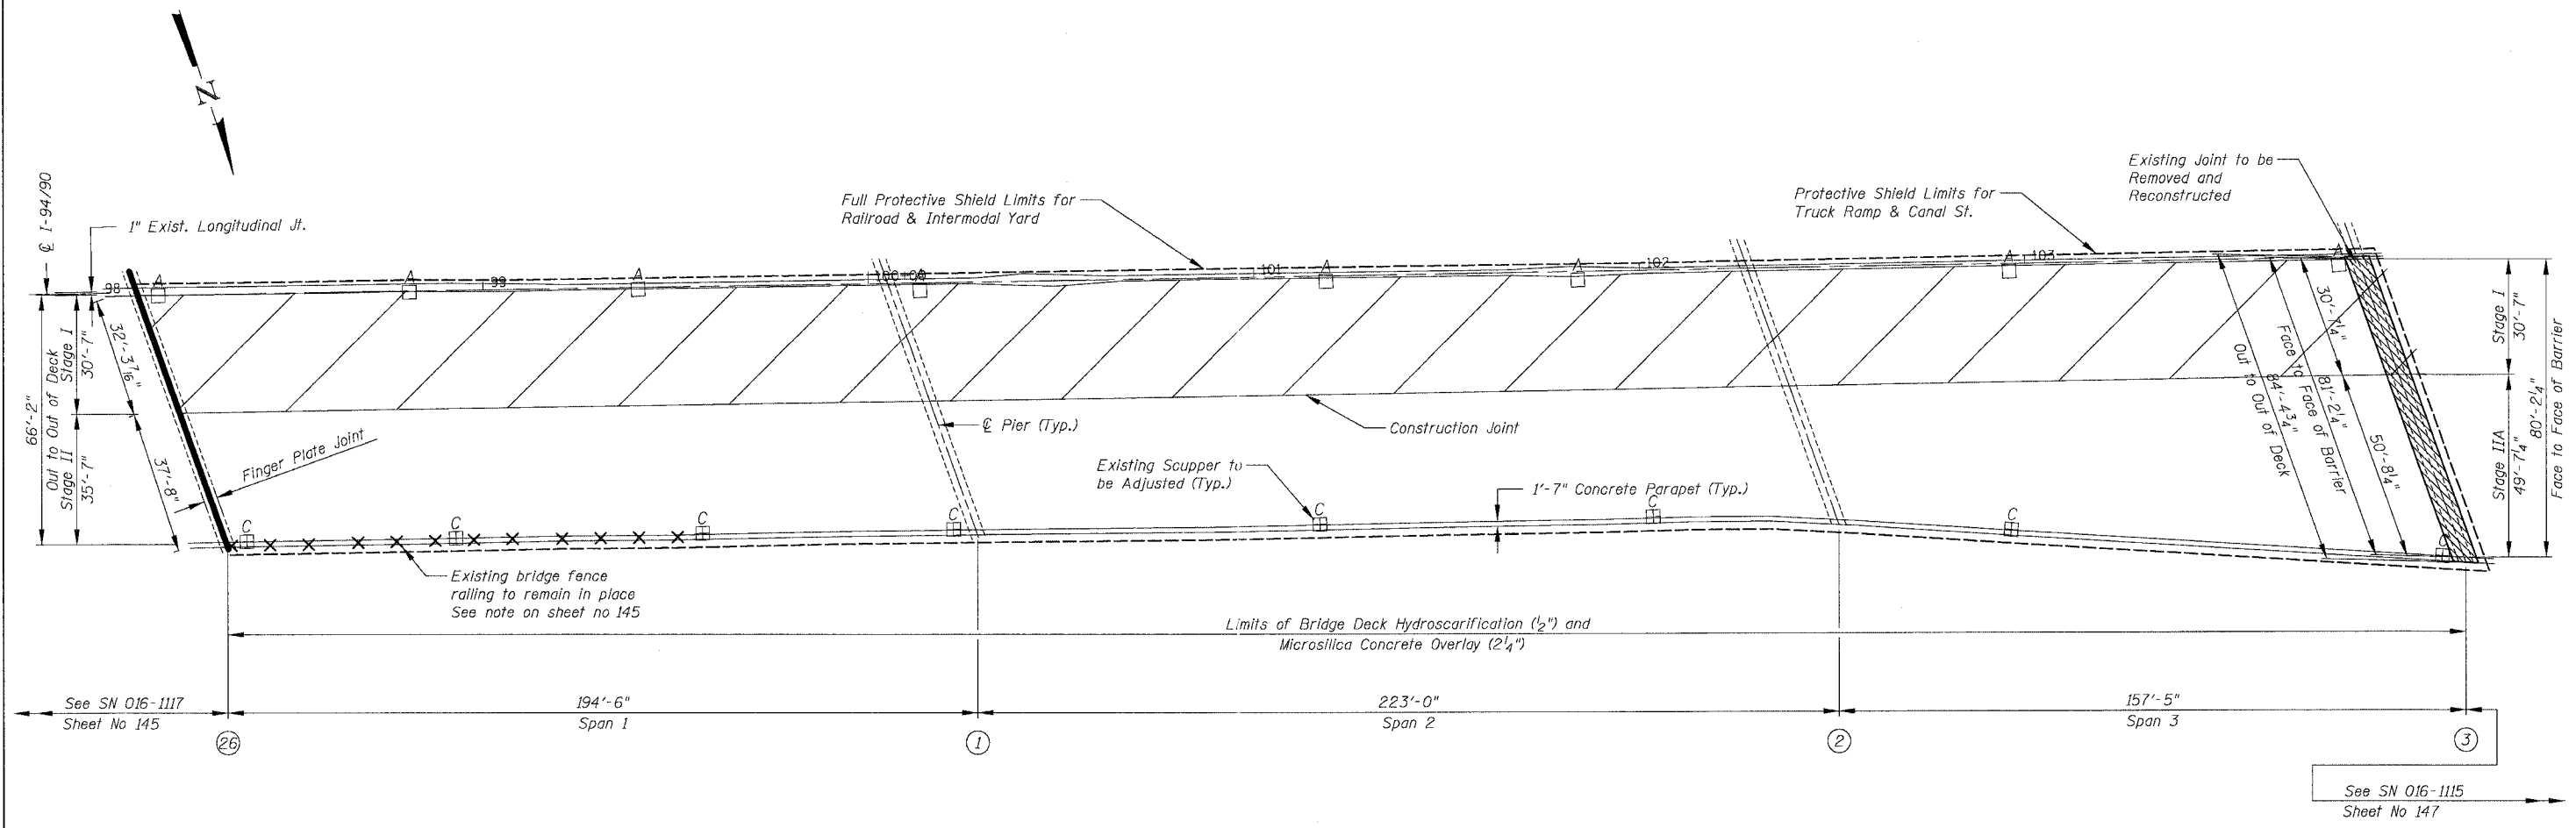 N
℄ I-94/90
1" Exist. Longitudinal Jt.
Full Protective Shield Limits for
Railroad & Intermodal Yard
Protective Shield Limits for
Truck Ramp & Canal St.
Existing Joint to be
Removed and
Reconstructed
98
A
A
99
A
100+00
A
101
A
A
102
A
103
A
66'-2"
Out to Out of Deck
Stage I
30'-7"
Stage II
35'-7"
32'-3 7/16"
37'-8"
Finger Plate Joint
℄ Pier (Typ.)
Construction Joint
Existing Scupper to
be Adjusted (Typ.)
1'-7" Concrete Parapet (Typ.)
30'-7 1/4"
50'-8 1/4"
81'-2 1/4"
Face to Face of Barrier
84'-4 3/4"
Out to Out of Deck
Stage I
30'-7"
Stage IIA
49'-7 1/4"
80'-2 1/4"
Face to Face of Barrier
C
C
C
C
C
C
C
C
Existing bridge fence
railing to remain in place
See note on sheet no 145
Limits of Bridge Deck Hydroscarification (1/2") and
Microsilica Concrete Overlay (2 1/4")
See SN 016-1117
Sheet No 145
194'-6"
Span 1
223'-0"
Span 2
157'-5"
Span 3
26
1
2
3
See SN 016-1115
Sheet No 147